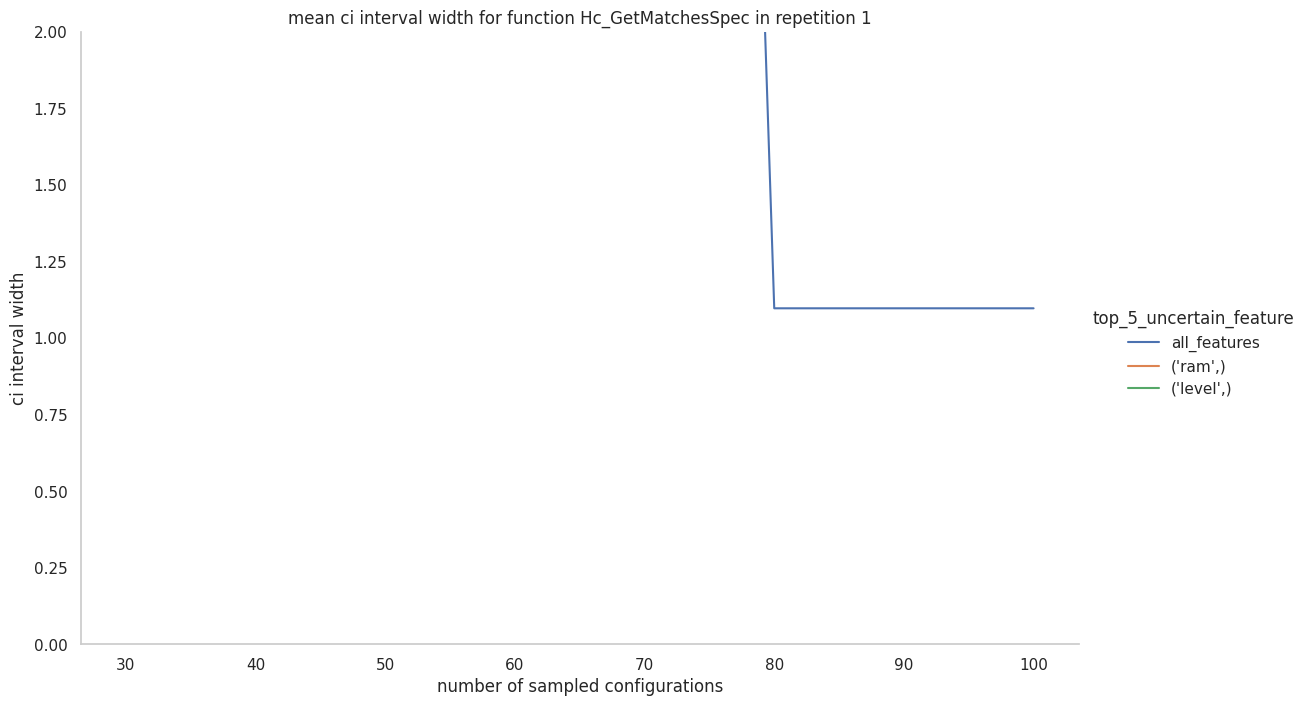 mean ci interval width for function Hc_GetMatchesSpec in repetition 1
2.00
1.75
1.50
1.25
1.00
0.75
0.50
0.25
0.00
ci interval width
30 40 50 60 70 80 90 100
number of sampled configurations
top_5_uncertain_feature
all_features
('ram',)
('level',)